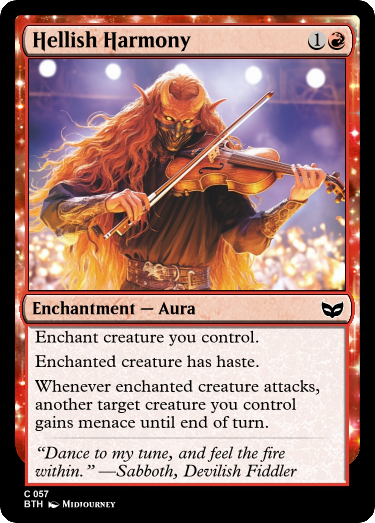 Hellish Harmony
1
Enchantment — Aura
Enchant creature you control.
Enchanted creature has haste.
Whenever enchanted creature attacks,
another target creature you control
gains menace until end of turn.
“Dance to my tune, and feel the fire
within.” —Sabboth, Devilish Fiddler
C 057
BTH Midjourney